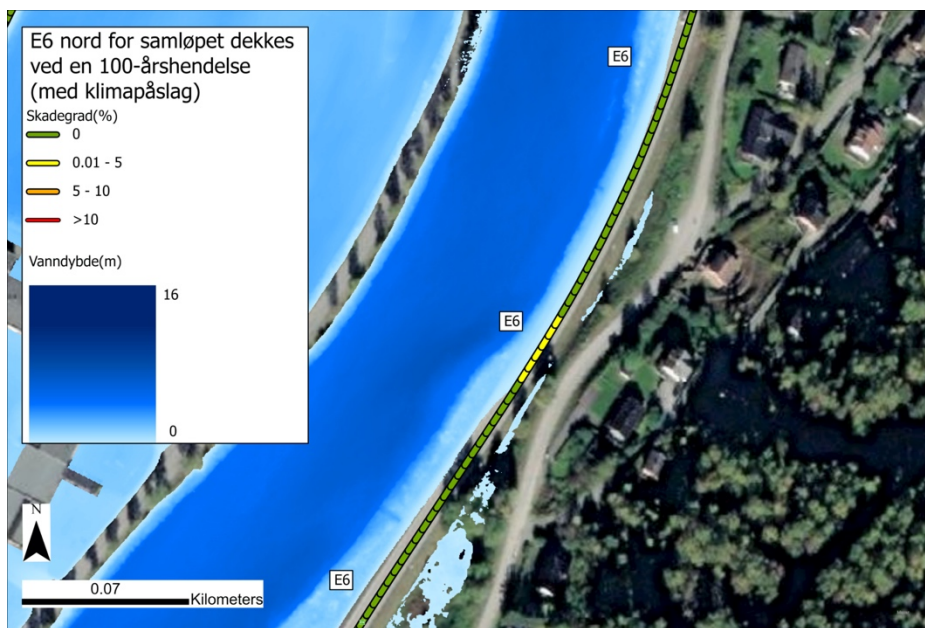 E6 nord for samløpet dekkes
ved en 100-årshendelse
(med klimapåslag)
Skadegrad(%)
0
0.01 - 5
5 - 10
>10
Vanndybde(m)
16
0
E6
E6
E6
N
0.07
Kilometers